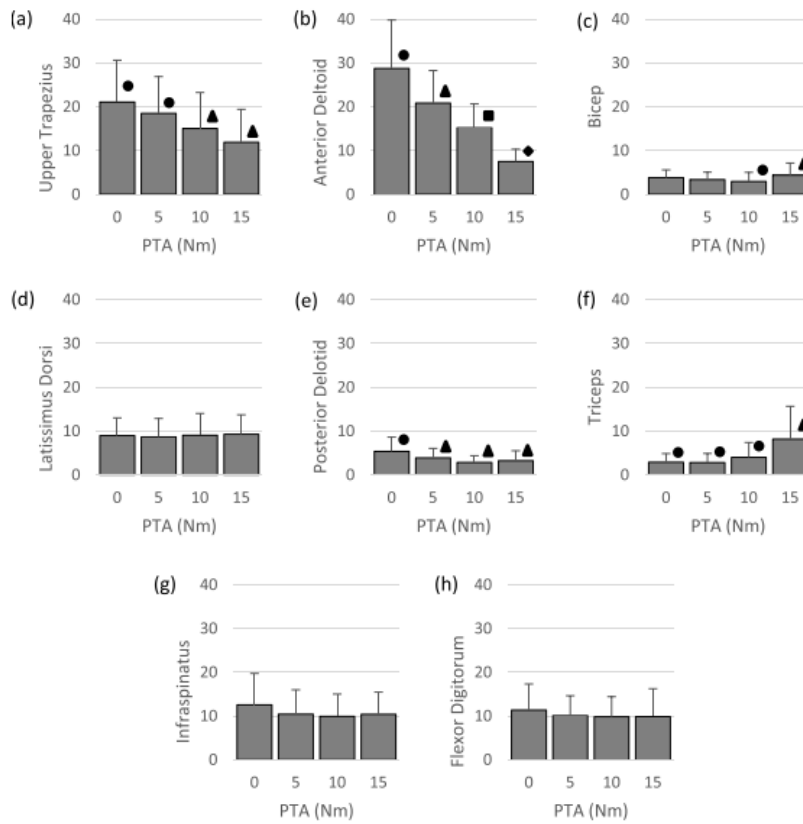 (a)
40
30
20
10
0
Upper Trapezius
0 5 10 15
PTA (Nm)
(b)
40
30
20
10
0
Anterior Deltoid
0 5 10 15
PTA (Nm)
(c)
40
30
20
10
0
Bicep
0 5 10 15
PTA (Nm)
(d)
40
30
20
10
0
Latissimus Dorsi
0 5 10 15
PTA (Nm)
(e)
40
30
20
10
0
Posterior Delotid
0 5 10 15
PTA (Nm)
(f)
40
30
20
10
0
Triceps
0 5 10 15
PTA (Nm)
(g)
40
30
20
10
0
Infraspinatus
0 5 10 15
PTA (Nm)
(h)
40
30
20
10
0
Flexor Digitorum
0 5 10 15
PTA (Nm)